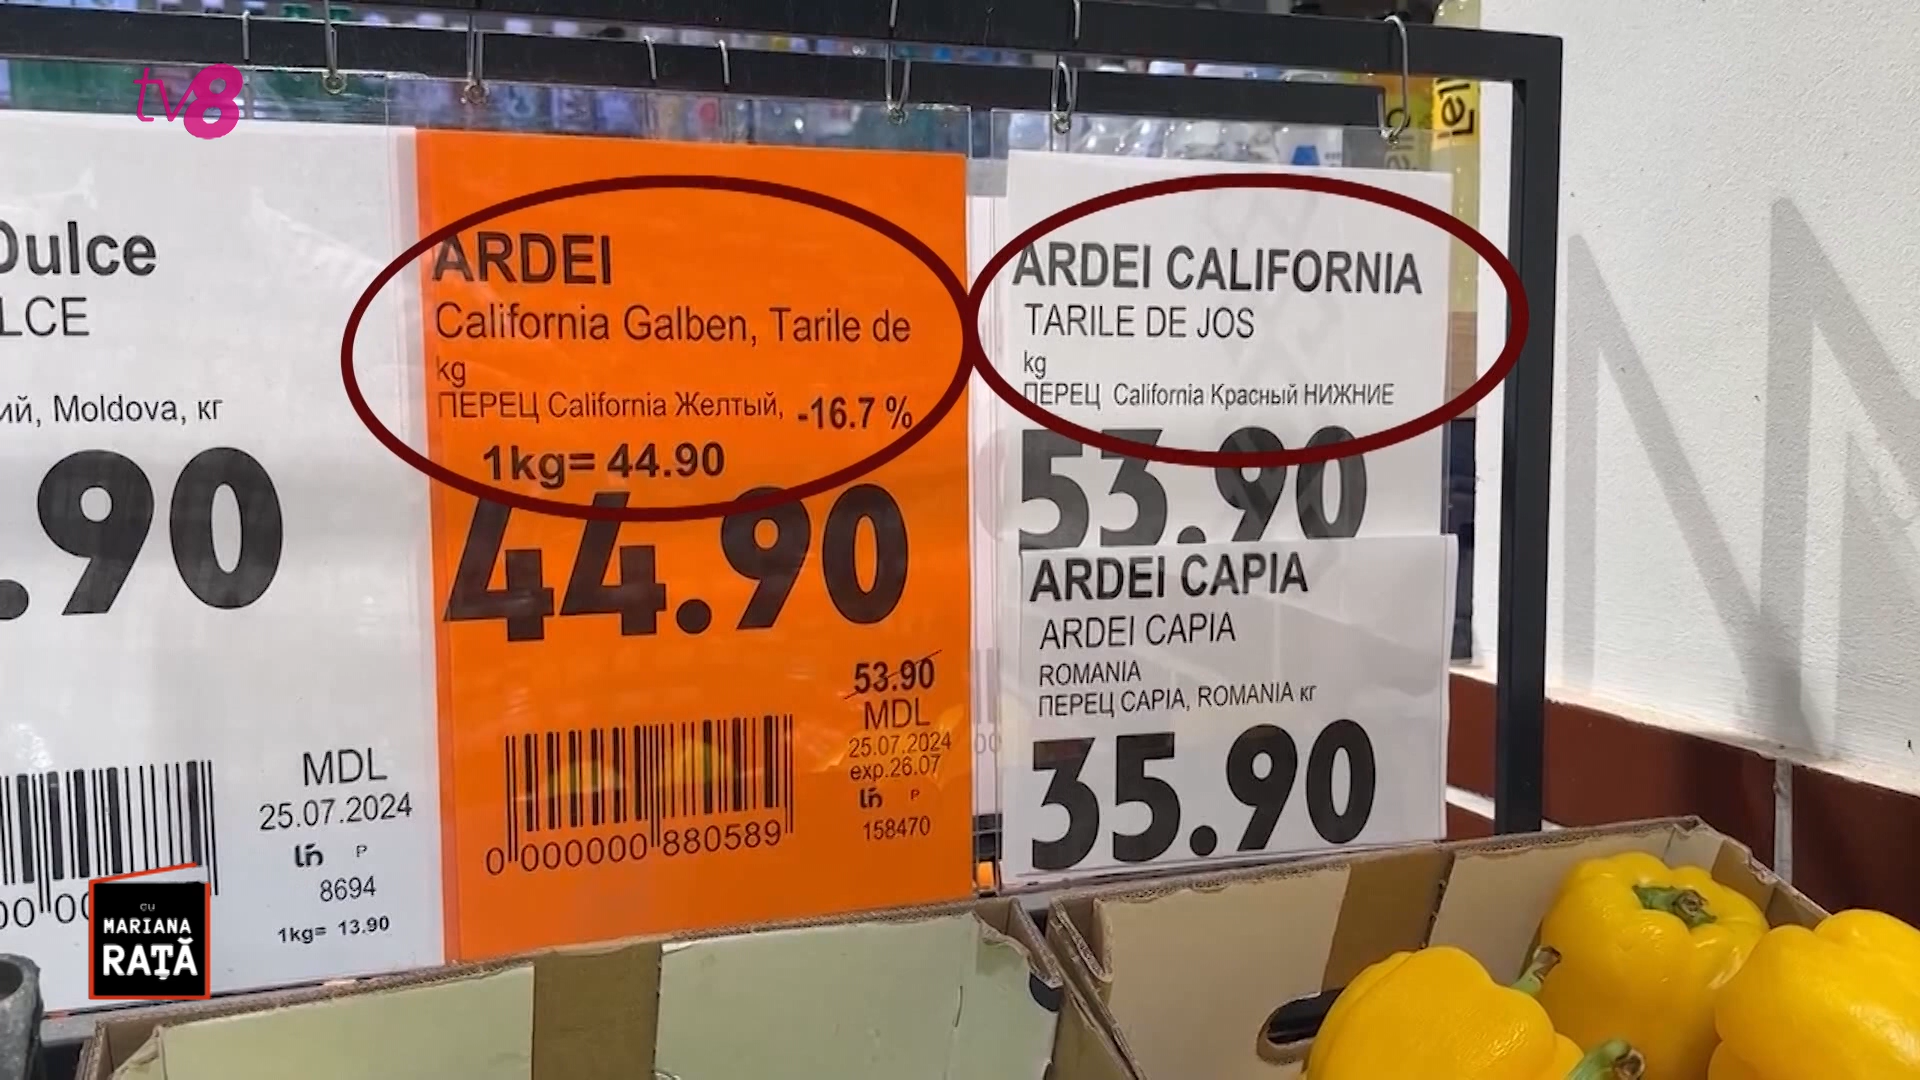 tv8
Dulce
LCE
ий, Moldova, кг
.90
MDL
25.07.2024
P
8694
1kg= 13.90
ARDEI
California Galben, Tarile de
kg
ПЕРЕЦ California Желтый, -16.7 %
1kg= 44.90
44.90
53.90
MDL
25.07.2024
exp.26.07
P
158470
0 000000 880589
ARDEI CALIFORNIA
TARILE DE JOS
kg
ПЕРЕЦ California Красный НИЖНИЕ
53.90
ARDEI CAPIA
ARDEI CAPIA
ROMANIA
ПЕРЕЦ CAPIA, ROMANIA кг
35.90
cu
MARIANA
RAȚĂ